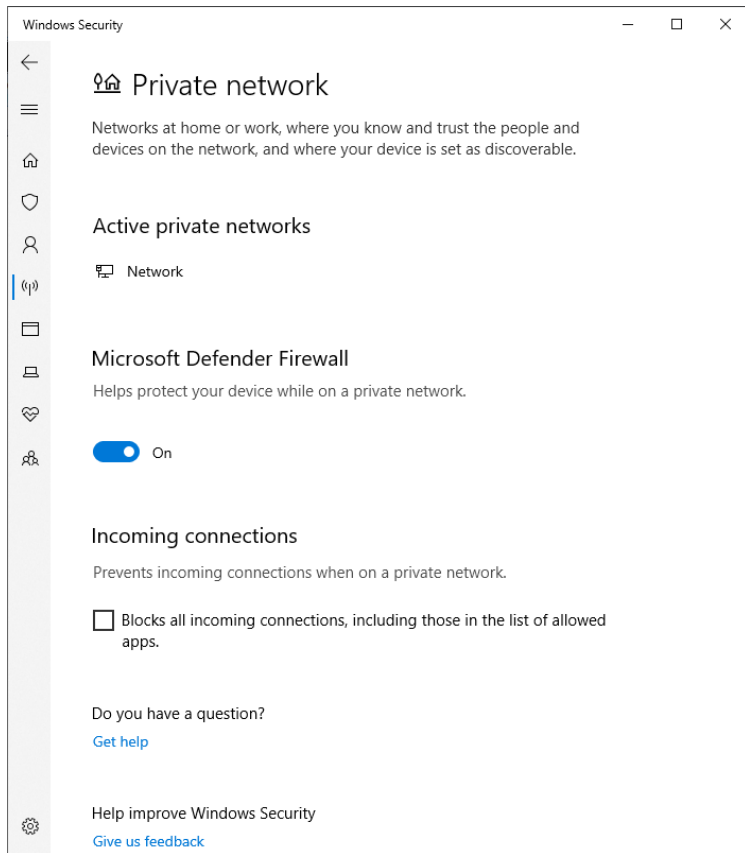 Windows Security
Private network
Networks at home or work, where you know and trust the people and
devices on the network, and where your device is set as discoverable.
Active private networks
Network
Microsoft Defender Firewall
Helps protect your device while on a private network.
On
Incoming connections
Prevents incoming connections when on a private network.
Blocks all incoming connections, including those in the list of allowed
apps.
Do you have a question?
Get help
Help improve Windows Security
Give us feedback